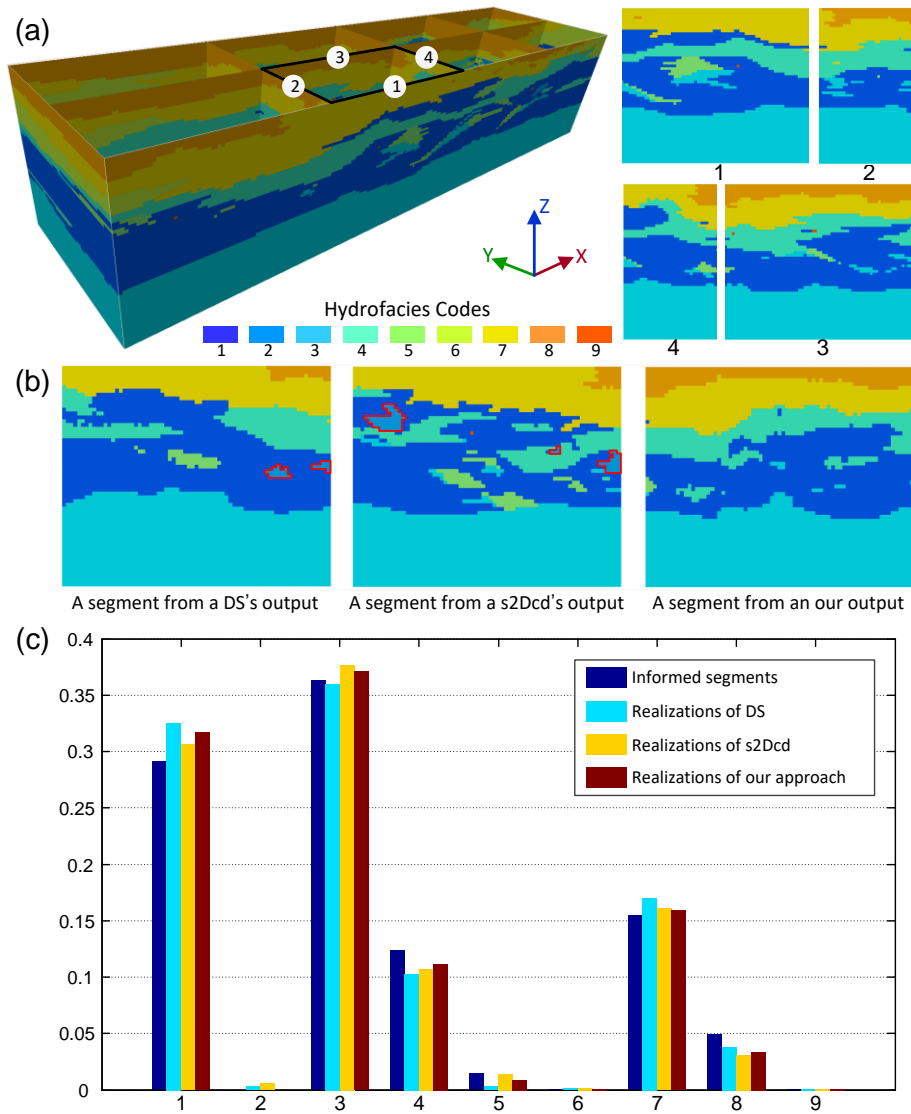 (a)
3
4
2
1
Z
Y
X
Hydrofacies Codes
1 2 3 4 5 6 7 8 9
1 2
4 3
(b)
A segment from a DS's output
A segment from a s2Dcd's output
A segment from an our output
(c)
0.4
0.35
0.3
0.25
0.2
0.15
0.1
0.05
0
1 2 3 4 5 6 7 8 9
Informed segments
Realizations of DS
Realizations of s2Dcd
Realizations of our approach